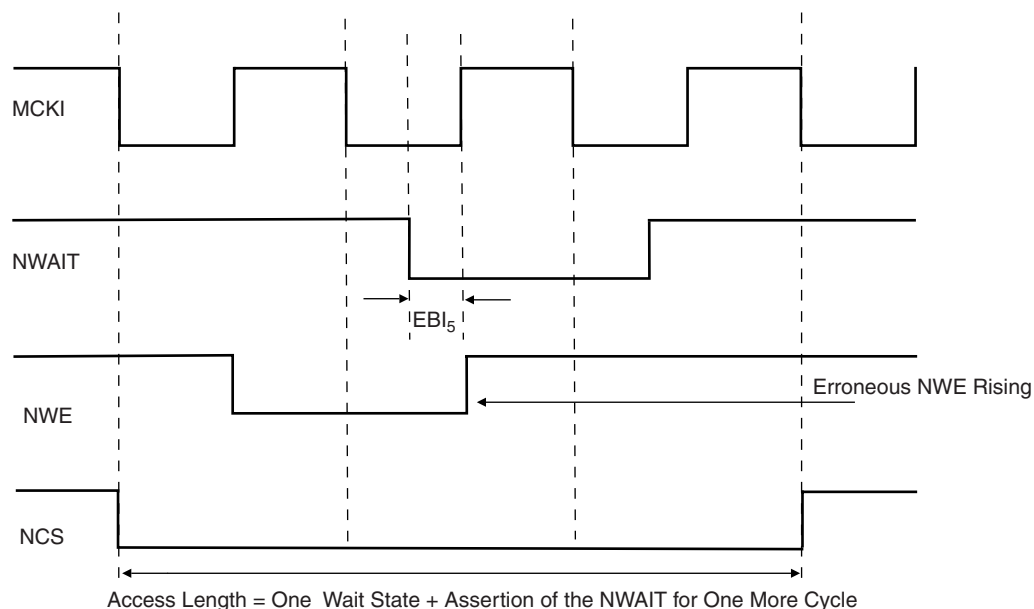 MCKI
NWAIT
EBI5
Erroneous NWE Rising
NWE
NCS
Access Length = One Wait State + Assertion of the NWAIT for One More Cycle